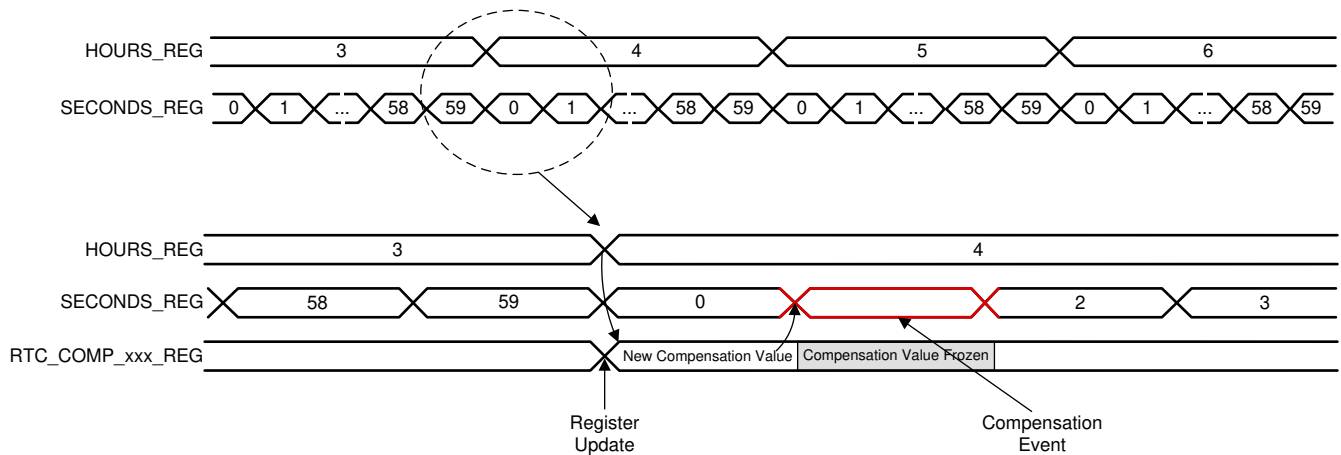 HOURS_REG 3 4 5 6
SECONDS_REG 0 1 ... 58 59 0 1 ... 58 59 0 1 ... 58 59 0 1 ... 58 59
HOURS_REG 3 4
SECONDS_REG 58 59 0 2 3
RTC_COMP_xxx_REG New Compensation Value Compensation Value Frozen
Register
Update
Compensation
Event